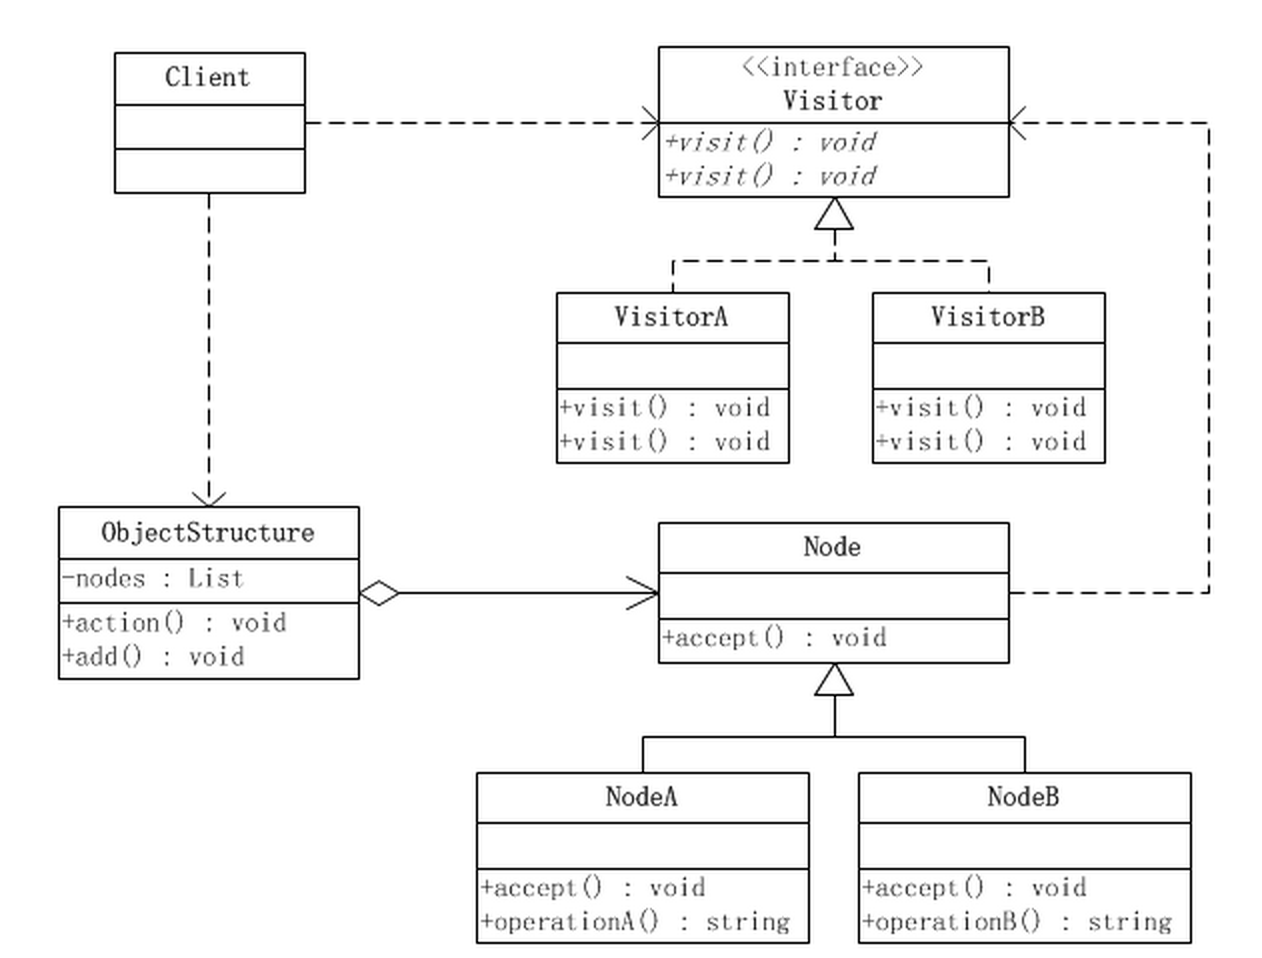 Client
<<interface>>
Visitor
+visit() : void
+visit() : void
VisitorA
+visit() : void
+visit() : void
VisitorB
+visit() : void
+visit() : void
ObjectStructure
-nodes : List
+action() : void
+add() : void
Node
+accept() : void
NodeA
+accept() : void
+operationA() : string
NodeB
+accept() : void
+operationB() : string